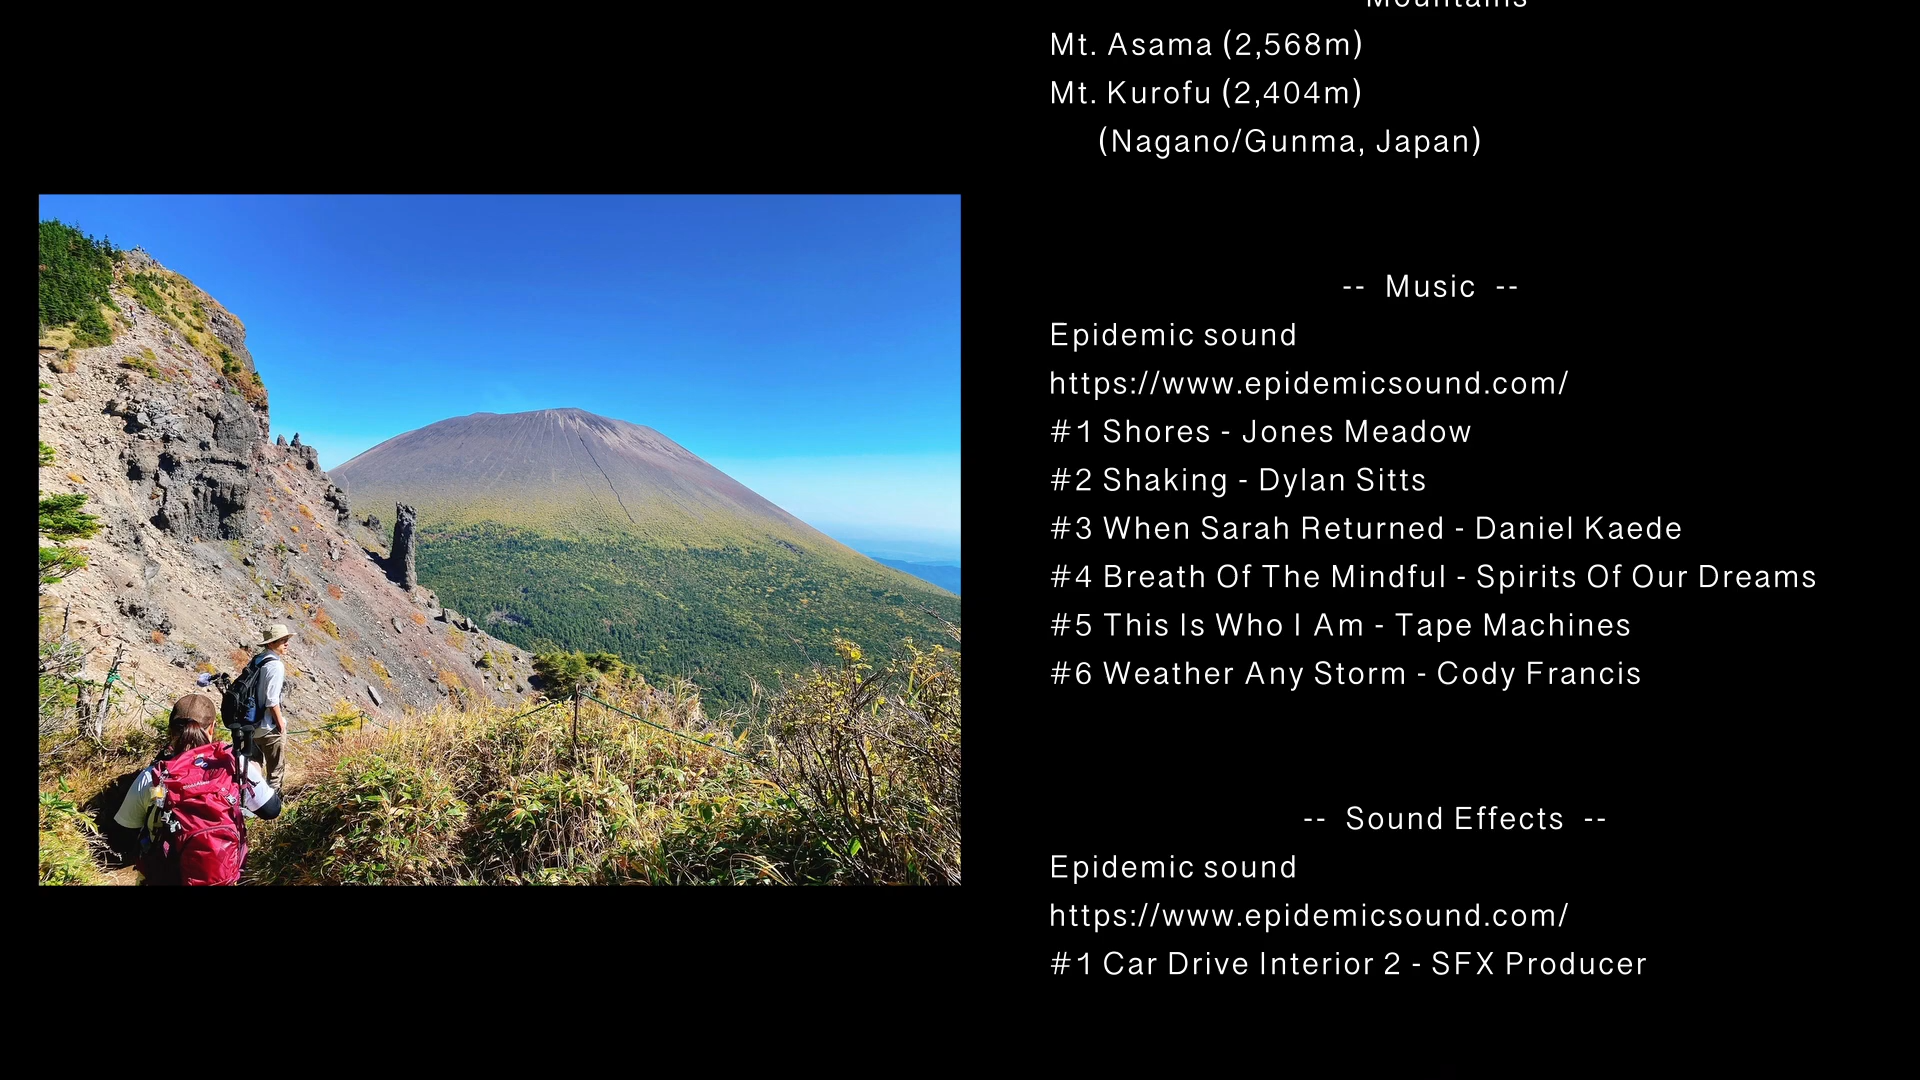 Mountains
Mt. Asama (2,568m)
Mt. Kurofu (2,404m)
(Nagano/Gunma, Japan)
-- Music --
Epidemic sound
https://www.epidemicsound.com/
#1 Shores - Jones Meadow
#2 Shaking - Dylan Sitts
#3 When Sarah Returned - Daniel Kaede
#4 Breath Of The Mindful - Spirits Of Our Dreams
#5 This Is Who I Am - Tape Machines
#6 Weather Any Storm - Cody Francis
-- Sound Effects --
Epidemic sound
https://www.epidemicsound.com/
#1 Car Drive Interior 2 - SFX Producer